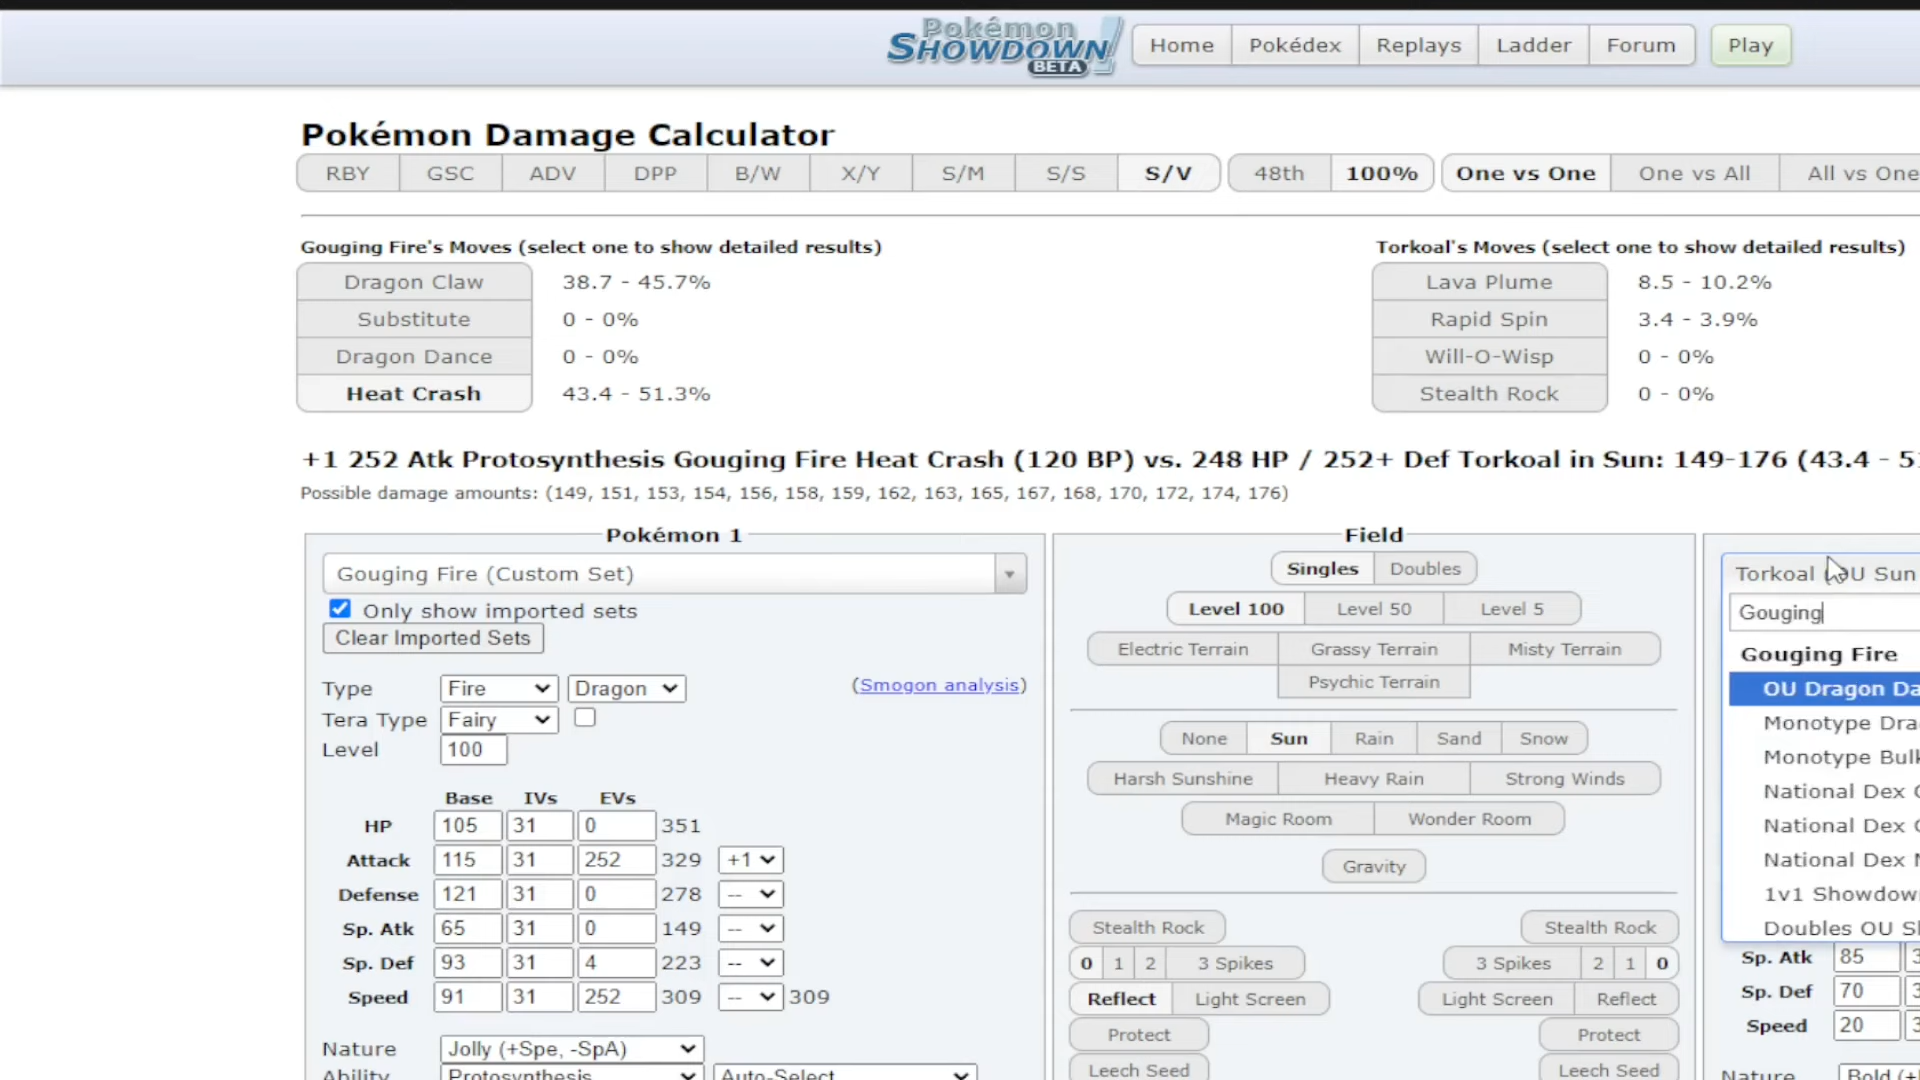 Pokémon SHOWDOWN! BETA
Home Pokédex Replays Ladder Forum Play
Pokémon Damage Calculator
RBY GSC ADV DPP B/W X/Y S/M S/S S/V 48th 100% One vs One One vs All All vs One
Gouging Fire's Moves (select one to show detailed results)
Dragon Claw 38.7 - 45.7%
Substitute 0 - 0%
Dragon Dance 0 - 0%
Heat Crash 43.4 - 51.3%
Torkoal's Moves (select one to show detailed results)
Lava Plume 8.5 - 10.2%
Rapid Spin 3.4 - 3.9%
Will-O-Wisp 0 - 0%
Stealth Rock 0 - 0%
+1 252 Atk Protosynthesis Gouging Fire Heat Crash (120 BP) vs. 248 HP / 252+ Def Torkoal in Sun: 149-176 (43.4 -
Possible damage amounts: (149, 151, 153, 154, 156, 158, 159, 162, 163, 165, 167, 168, 170, 172, 174, 176)
Pokémon 1
Gouging Fire (Custom Set)
Only show imported sets
Clear Imported Sets
Type Fire Dragon (Smogon analysis)
Tera Type Fairy
Level 100
Base IVs EVs
HP 105 31 0 351
Attack 115 31 252 329 +1
Defense 121 31 0 278 --
Sp. Atk 65 31 0 149 --
Sp. Def 93 31 4 223 --
Speed 91 31 252 309 -- 309
Nature Jolly (+Spe, -SpA)
Ability Protosynthesis Auto-Select
Field
Singles Doubles
Level 100 Level 50 Level 5
Electric Terrain Grassy Terrain Misty Terrain
Psychic Terrain
None Sun Rain Sand Snow
Harsh Sunshine Heavy Rain Strong Winds
Magic Room Wonder Room
Gravity
Stealth Rock Stealth Rock
0 1 2 3 Spikes 3 Spikes 2 1 0
Reflect Light Screen Light Screen Reflect
Protect Protect
Leech Seed Leech Seed
Torkoal OU Sun
Gouging
Gouging Fire
OU Dragon Da
Monotype Dra
Monotype Bulk
National Dex
National Dex
National Dex
1v1 Showdow
Doubles OU S
Sp. Atk 85
Sp. Def 70
Speed 20
Nature Bold